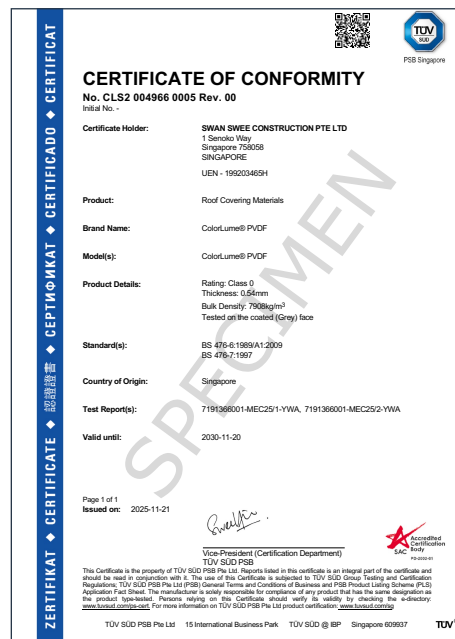 ZERTIFIKAT ◆ CERTIFICATE ◆ 認證證書 ◆ СЕРТИФИКАТ ◆ CERTIFICADO ◆ CERTIFICAT
TÜV
SÜD
PSB Singapore
CERTIFICATE OF CONFORMITY
No. CLS2 004966 0005 Rev. 00
Initial No. -
Certificate Holder: SWAN SWEE CONSTRUCTION PTE LTD
1 Senoko Way
Singapore 758058
SINGAPORE
UEN - 199203465H
Product: Roof Covering Materials
Brand Name: ColorLume® PVDF
Model(s): ColorLume® PVDF
Product Details: Rating: Class 0
Thickness: 0.54mm
Bulk Density: 7908kg/m³
Tested on the coated (Grey) face
Standard(s): BS 476-6:1989/A1:2009
BS 476-7:1997
Country of Origin: Singapore
Test Report(s): 7191366001-MEC25/1-YWA, 7191366001-MEC25/2-YWA
Valid until: 2030-11-20
SPECIMEN
Page 1 of 1
Issued on: 2025-11-21
Vice-President (Certification Department)
TÜV SÜD PSB
SAC
Accredited
Certification
Body
This Certificate is the property of TÜV SÜD PSB Pte Ltd. Reports listed in this certificate is an integral part of the certificate and
should be read in conjunction with it. The use of this Certificate is subjected to TÜV SÜD Group Testing and Certification
Regulations; TÜV SÜD PSB Pte Ltd (PSB) General Terms and Conditions of Business and PSB Product Listing Scheme (PLS)
Application Fact Sheet. The manufacturer is solely responsible for compliance of any product that has the same designation as
the product type-tested. Persons relying on this Certificate should verify its validity by checking the e-directory:
www.tuvsud.com/ps-cert. For more information on TÜV SÜD PSB Pte Ltd product certification: www.tuvsud.com/sg
TÜV SÜD PSB Pte Ltd 15 International Business Park TÜV SÜD @ IBP Singapore 609937 TÜV